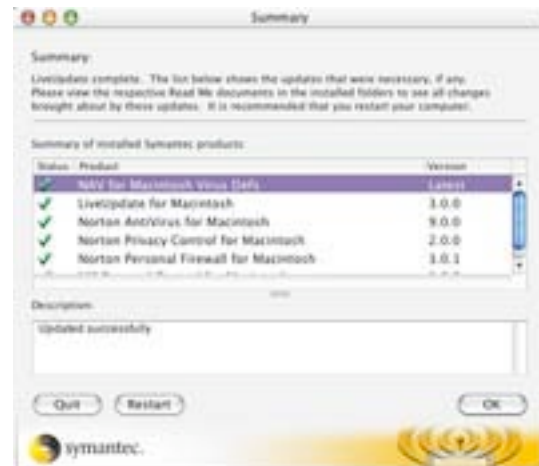 Summary
Summary
LiveUpdate complete. The list below shows the updates that were necessary, if any.
Please view the respective Read Me documents in the installed folders to see all changes
brought about by these updates. It is recommended that you restart your computer.
Summary of installed Symantec products:
Status Product Version
NAV for Macintosh Virus Defs Latest
LiveUpdate for Macintosh 3.0.0
Norton AntiVirus for Macintosh 9.0.0
Norton Privacy Control for Macintosh 2.0.0
Norton Personal Firewall for Macintosh 3.0.1
Description:
Updated successfully
Quit Restart OK
symantec.